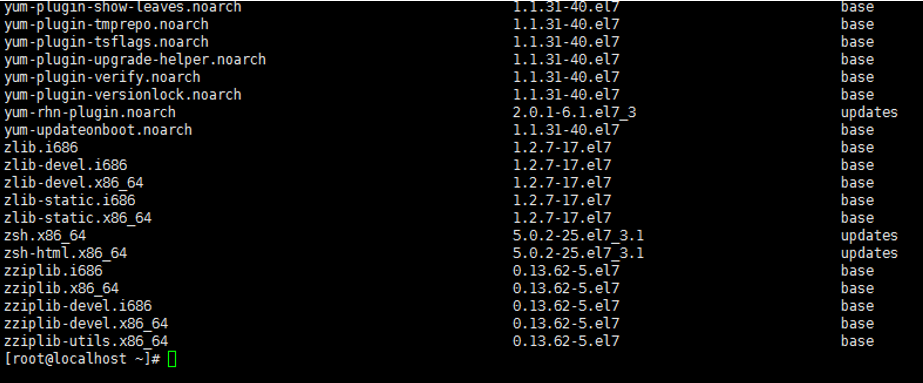 yum-plugin-show-leaves.noarch 1.1.31-40.el7 base
yum-plugin-tmprepo.noarch 1.1.31-40.el7 base
yum-plugin-tsflags.noarch 1.1.31-40.el7 base
yum-plugin-upgrade-helper.noarch 1.1.31-40.el7 base
yum-plugin-verify.noarch 1.1.31-40.el7 base
yum-plugin-versionlock.noarch 1.1.31-40.el7 base
yum-rhn-plugin.noarch 2.0.1-6.1.el7_3 updates
yum-updateonboot.noarch 1.1.31-40.el7 base
zlib.i686 1.2.7-17.el7 base
zlib-devel.i686 1.2.7-17.el7 base
zlib-devel.x86_64 1.2.7-17.el7 base
zlib-static.i686 1.2.7-17.el7 base
zlib-static.x86_64 1.2.7-17.el7 base
zsh.x86_64 5.0.2-25.el7_3.1 updates
zsh-html.x86_64 5.0.2-25.el7_3.1 updates
zziplib.i686 0.13.62-5.el7 base
zziplib.x86_64 0.13.62-5.el7 base
zziplib-devel.i686 0.13.62-5.el7 base
zziplib-devel.x86_64 0.13.62-5.el7 base
zziplib-utils.x86_64 0.13.62-5.el7 base
[root@localhost ~]#